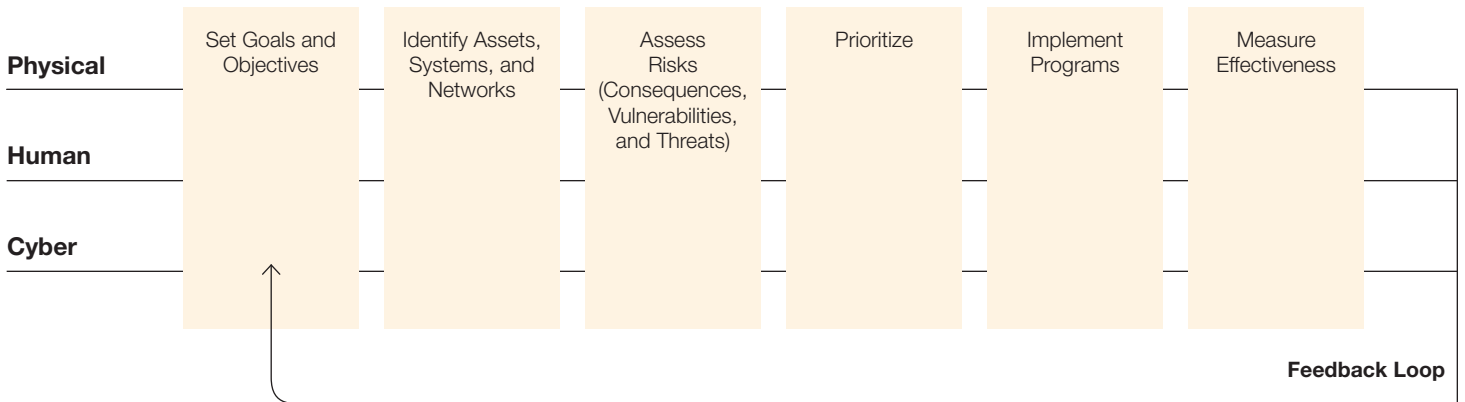 Physical
Human
Cyber
Set Goals and
Objectives
Identify Assets,
Systems, and
Networks
Assess
Risks
(Consequences,
Vulnerabilities,
and Threats)
Prioritize
Implement
Programs
Measure
Effectiveness
Feedback Loop